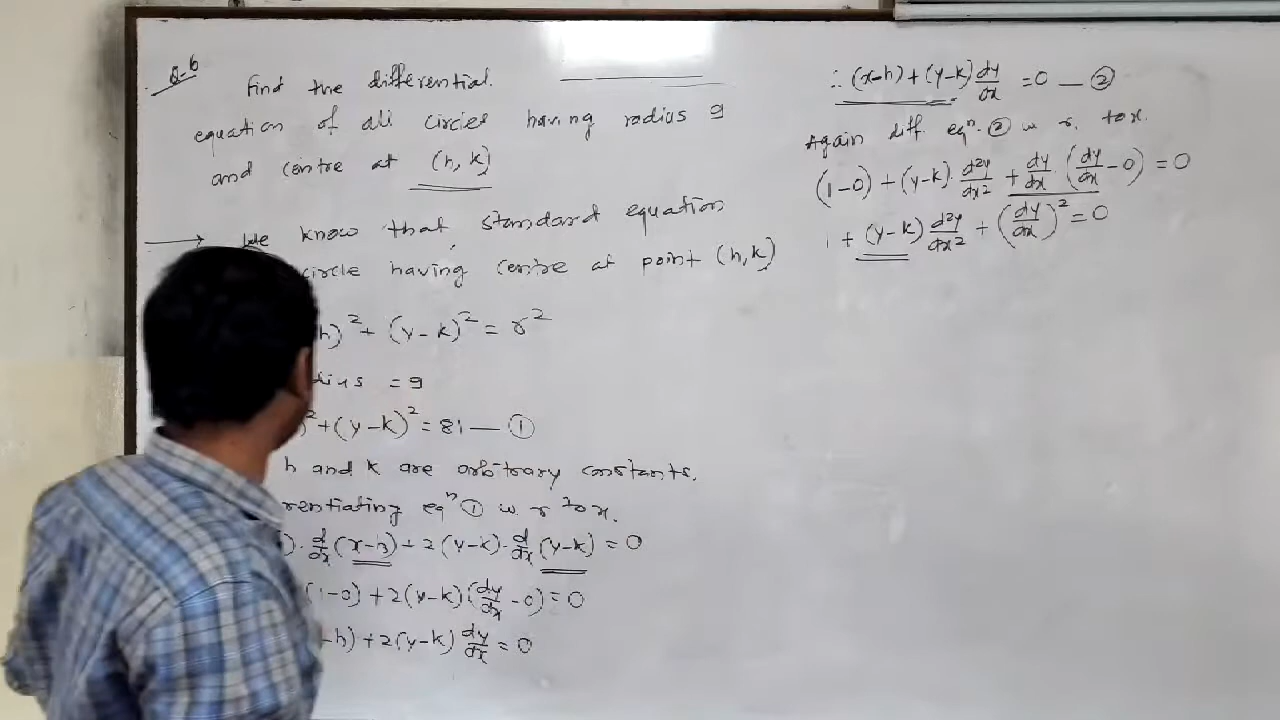 Q-6
Find the differential.
equation of all circles having radius 9
and centre at (h, k)
We know that standard equation
circle having centre at point (h, k)
h)² + (y - k)² = r²
dius = 9
)² + (y - k)² = 81 — ①
h and k are arbitrary constants.
rentiating eqⁿ ① w r to x.
). d/dx (x-h) + 2 (y-k). d/dx (y-k) = 0
(1-0) + 2(y-k) (dy/dx - 0) = 0
-h) + 2(y-k) dy/dx = 0
∴ (x-h) + (y-k) dy/dx = 0 — ②
Again diff. eqⁿ. ② w r. to x.
(1-0) + (y-k). d²y/dx² + dy/dx . (dy/dx - 0) = 0
1 + (y-k) d²y/dx² + (dy/dx)² = 0